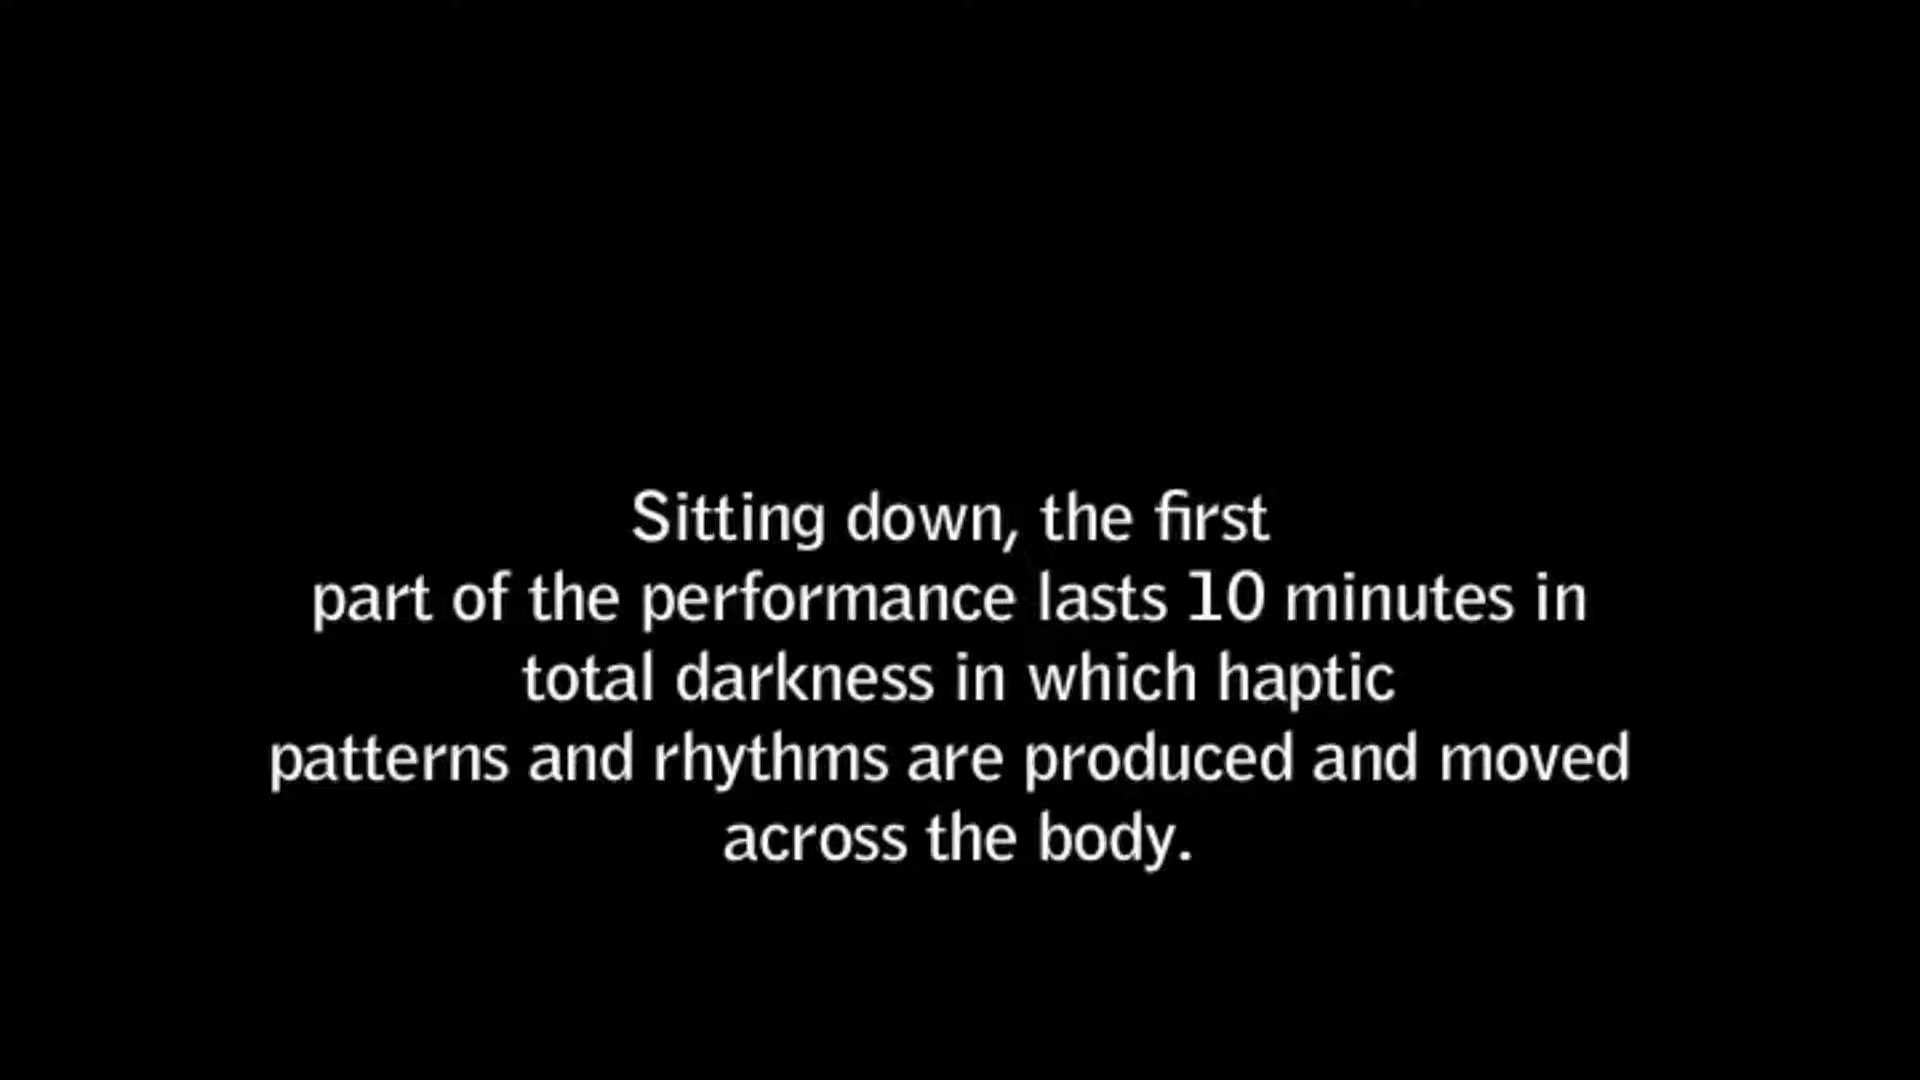 Sitting down, the first
part of the performance lasts 10 minutes in
total darkness in which haptic
patterns and rhythms are produced and moved
across the body.